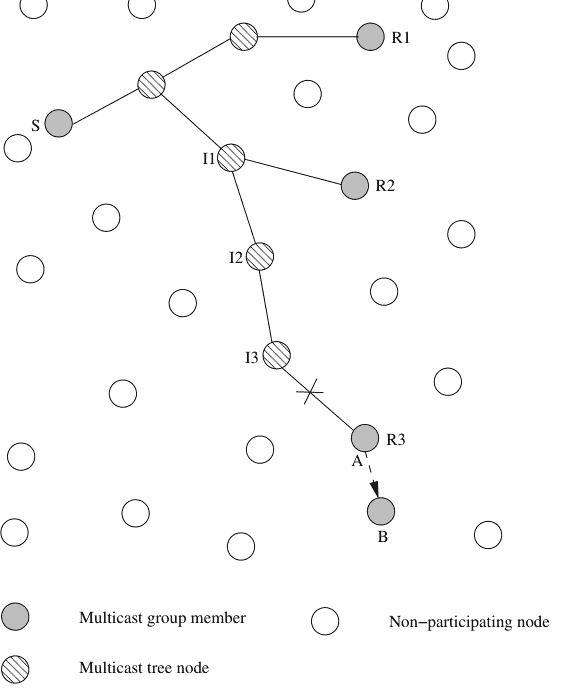 R1
S
I1
R2
I2
I3
R3
A
B
Multicast group member
Non−participating node
Multicast tree node